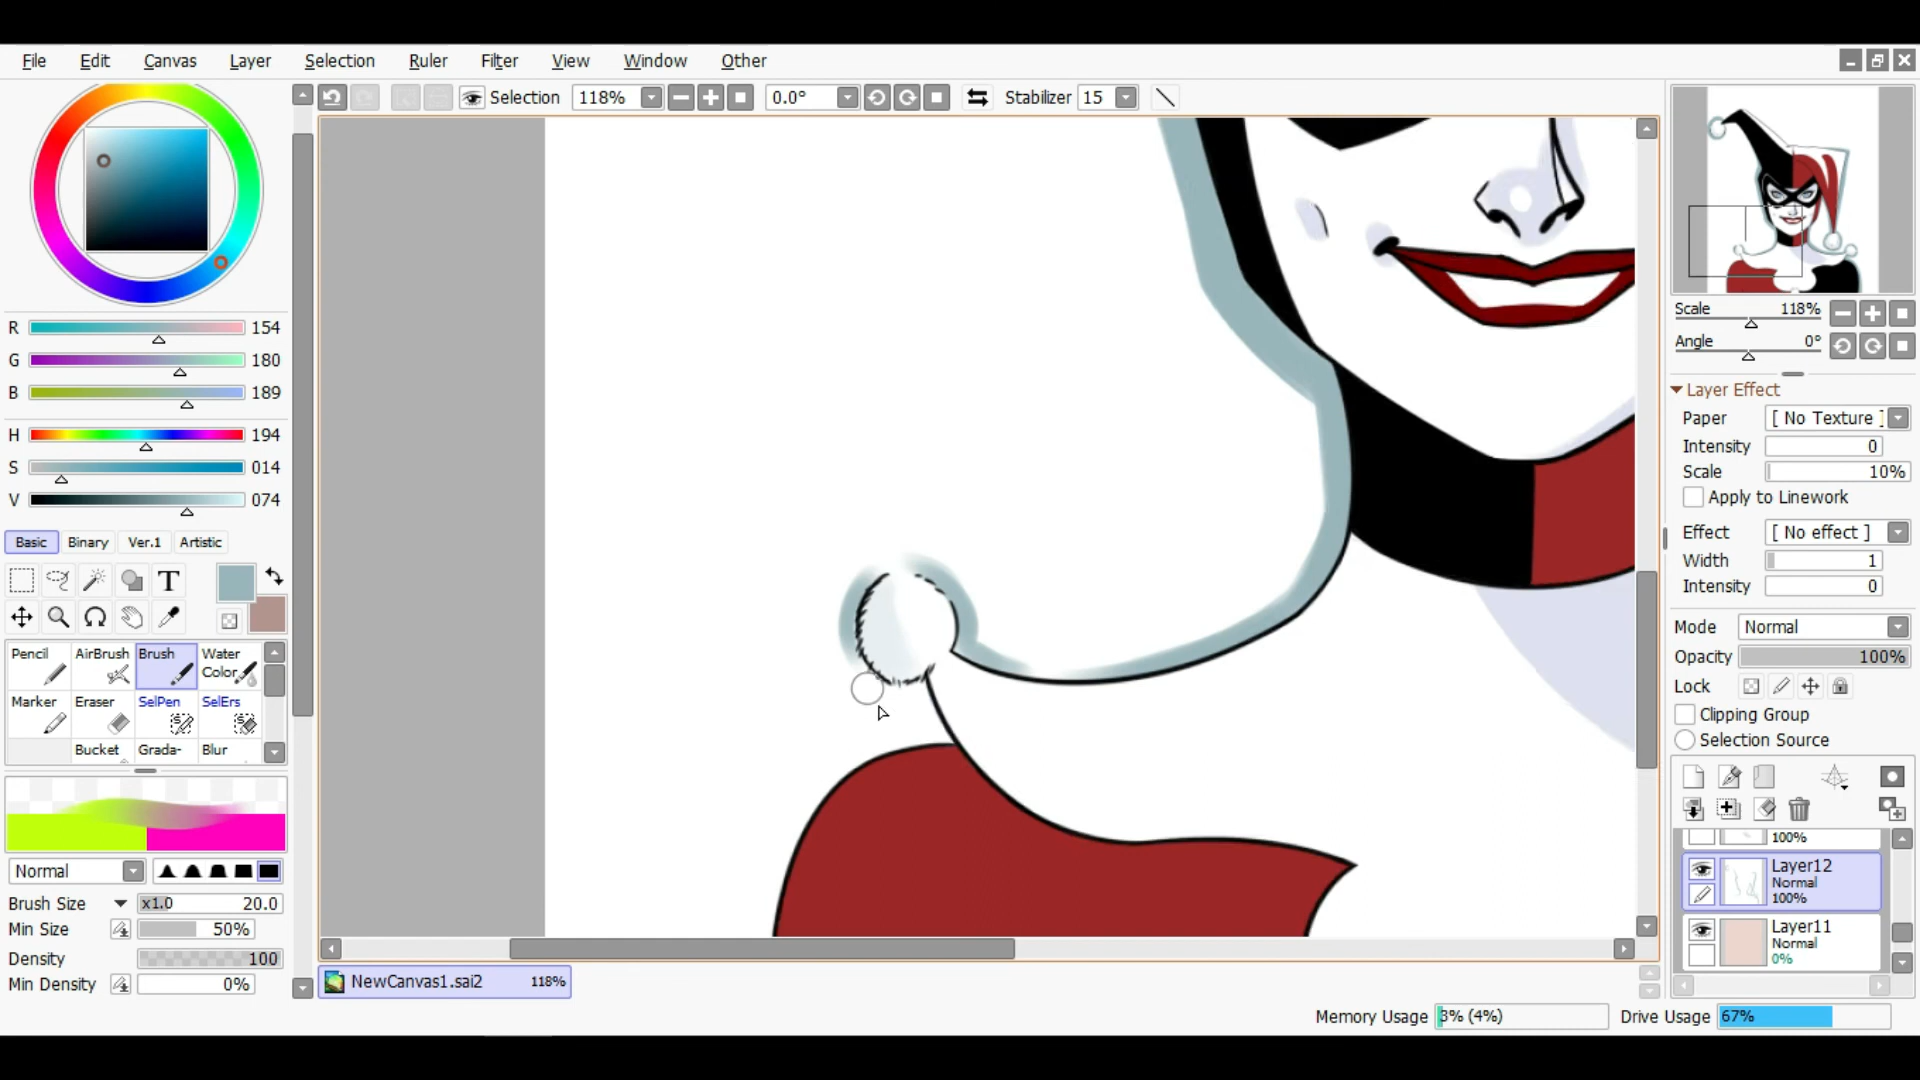 File Edit Canvas Layer Selection Ruler Filter View Window Other
Selection 118% 0.0° Stabilizer 15
R 154
G 180
B 189
H 194
S 014
V 074
Basic Binary Ver.1 Artistic
T
Pencil AirBrush Brush Water Color
Marker Eraser SelPen SelErs
Bucket Grada- Blur
Normal
Brush Size x1.0 20.0
Min Size 50%
Density 100
Min Density 0%
NewCanvas1.sai2 118%
Scale 118%
Angle 0°
Layer Effect
Paper [ No Texture ]
Intensity 0
Scale 10%
Apply to Linework
Effect [ No effect ]
Width 1
Intensity 0
Mode Normal
Opacity 100%
Lock
Clipping Group
Selection Source
100%
Layer12
Normal
100%
Layer11
Normal
0%
Memory Usage 3% (4%) Drive Usage 67%